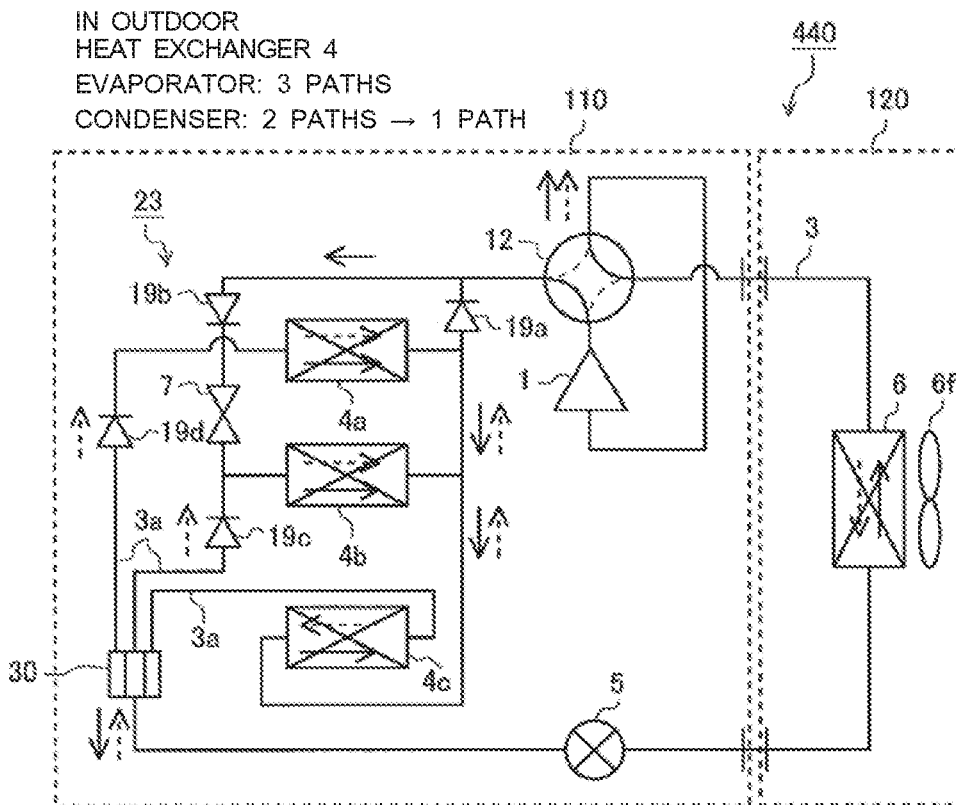 IN OUTDOOR
HEAT EXCHANGER 4
EVAPORATOR: 3 PATHS
CONDENSER: 2 PATHS → 1 PATH
440
110
120
23
12
3
19b
19a
1
7
4a
6
6f
19d
3a
19c
4b
3a
30
4c
5